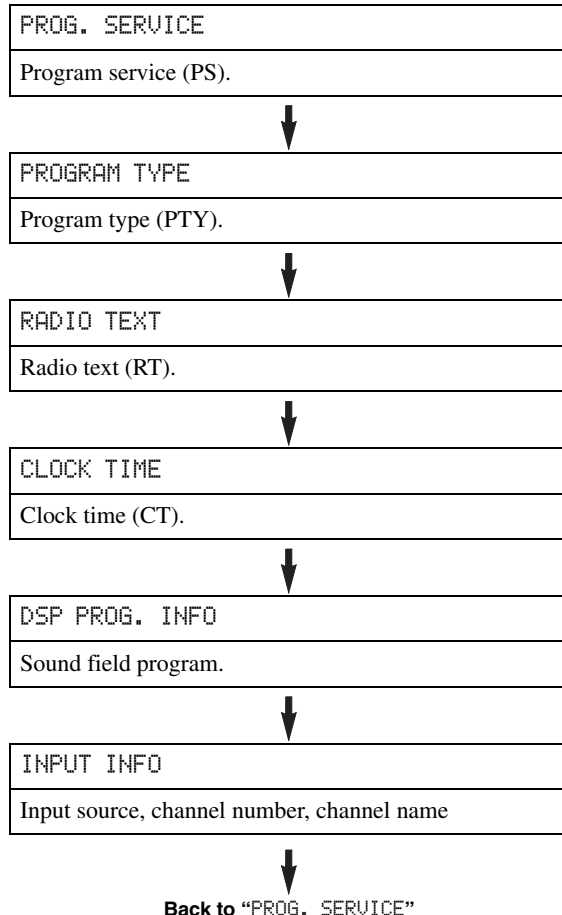 PROG. SERVICE
Program service (PS).
PROGRAM TYPE
Program type (PTY).
RADIO TEXT
Radio text (RT).
CLOCK TIME
Clock time (CT).
DSP PROG. INFO
Sound field program.
INPUT INFO
Input source, channel number, channel name
Back to “PROG. SERVICE”